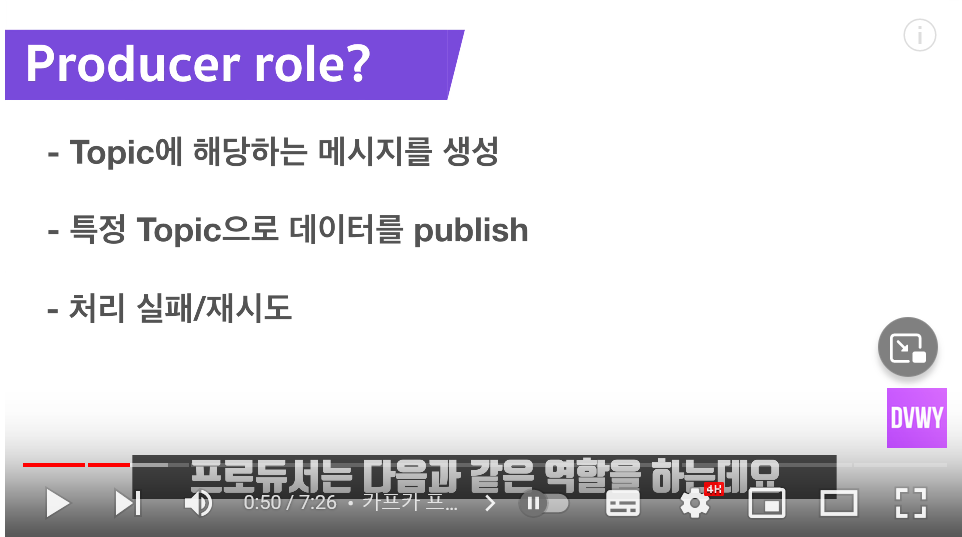 Producer role?
- Topic에 해당하는 메시지를 생성
- 특정 Topic으로 데이터를 publish
- 처리 실패/재시도
DVWY
프로듀서는 다음과 같은 역할을 하는데요
0:50 / 7:26 • 카프카 프...
4K